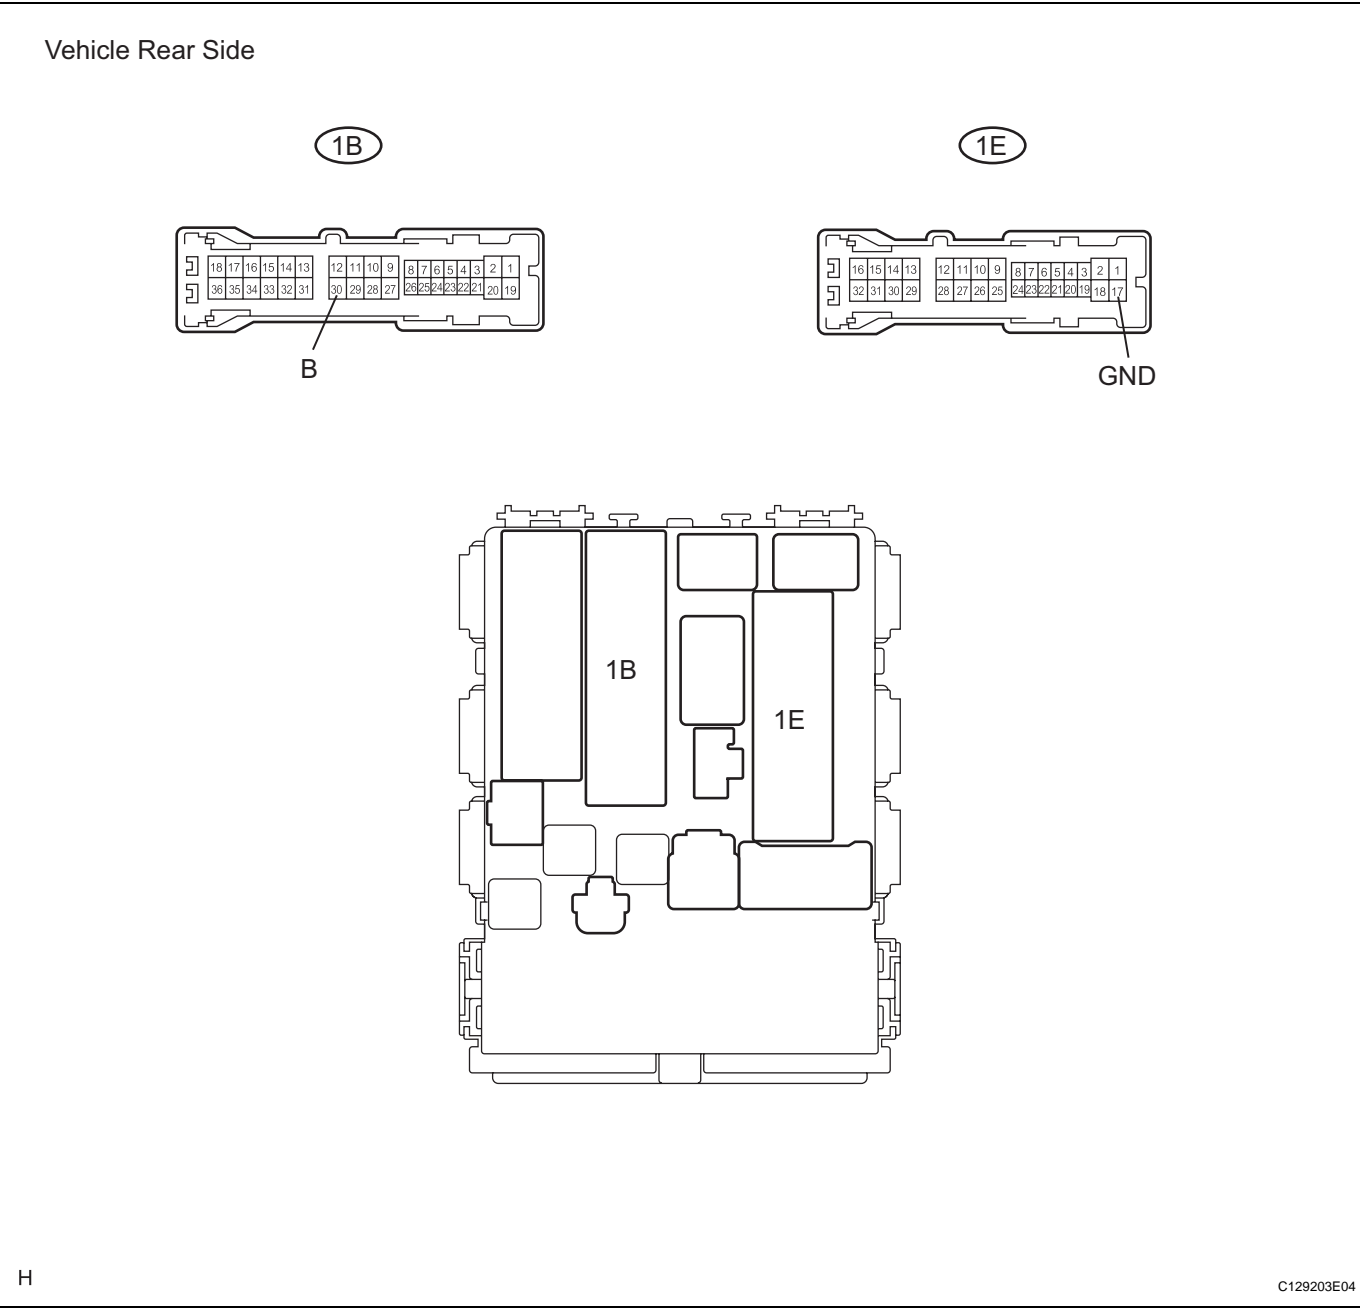 Vehicle Rear Side
1B
1E
18 17 16 15 14 13 12 11 10 9 8 7 6 5 4 3 2 1
36 35 34 33 32 31 30 29 28 27 26 25 24 23 22 21 20 19
16 15 14 13 12 11 10 9 8 7 6 5 4 3 2 1
32 31 30 29 28 27 26 25 24 23 22 21 20 19 18 17
B
GND
1B
1E
H
C129203E04